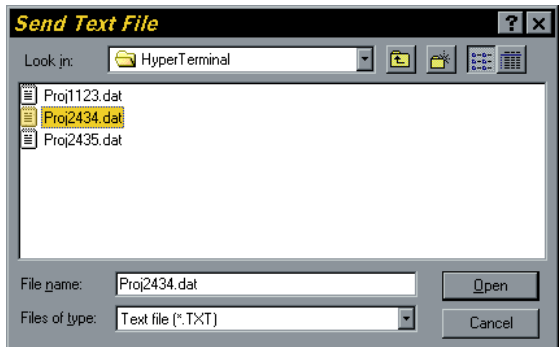 Send Text File
Look in: HyperTerminal
Proj1123.dat
Proj2434.dat
Proj2435.dat
File name: Proj2434.dat Open
Files of type: Text file (*.TXT) Cancel